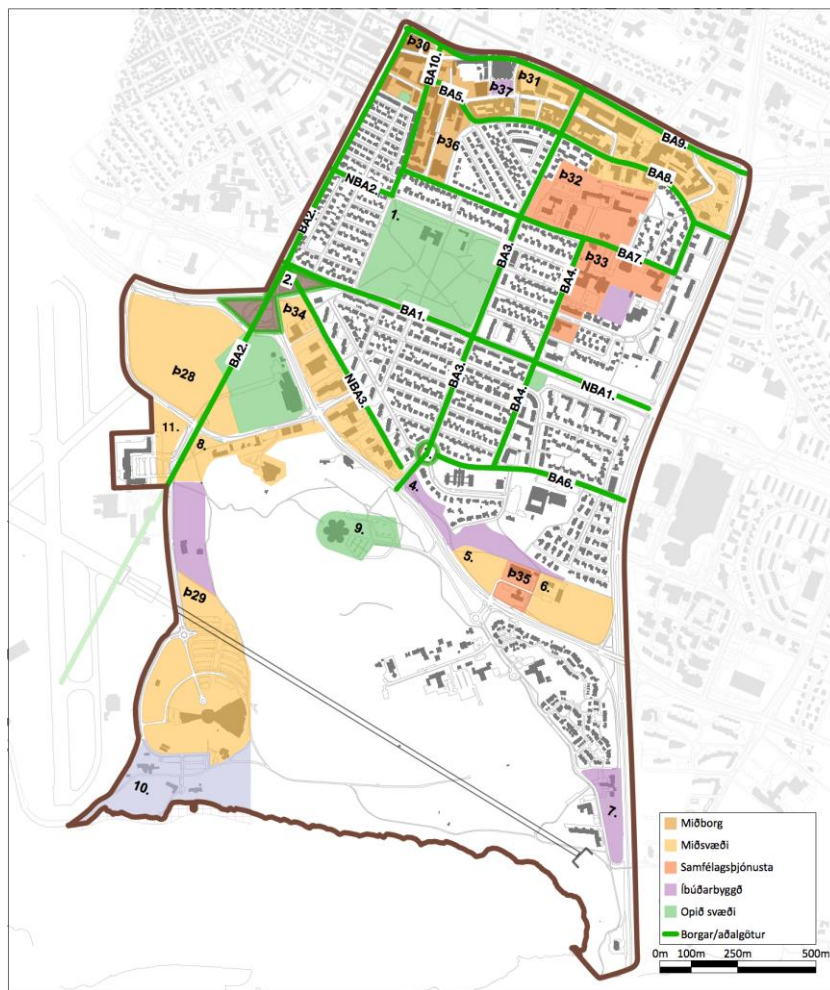 Þ30
BA10.
Þ37
Þ31
BA5.
BA9.
Þ36
BA8.
Þ32
NBA2.
1.
BA2.
BA7.
BA3.
BA4.
Þ33
2.
Þ34
BA1.
BA2.
Þ28
NBA3.
BA3.
BA4.
NBA1.
11.
8.
BA6.
4.
9.
5.
Þ35
6.
Þ29
10.
7.
Miðborg
Miðsvæði
Samfélagsþjónusta
Íbúðarbyggð
Opið svæði
Borgar/aðalgötur
0m 100m 250m 500m